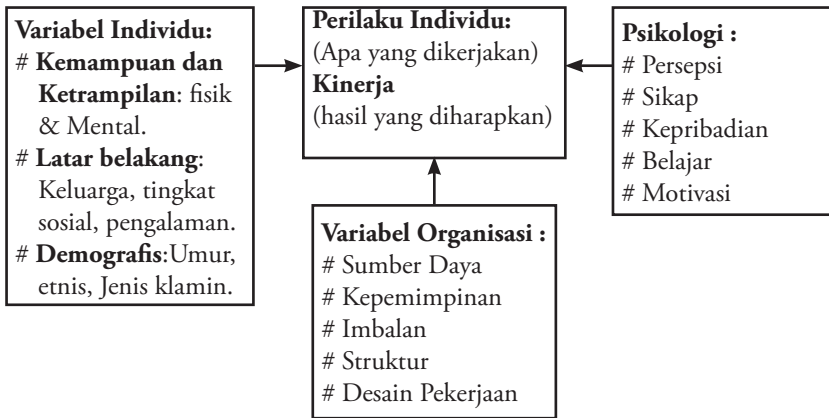 Variabel Individu:
# Kemampuan dan
Ketrampilan: fisik
& Mental.
# Latar belakang:
Keluarga, tingkat
sosial, pengalaman.
# Demografis:Umur,
etnis, Jenis klamin.
Perilaku Individu:
(Apa yang dikerjakan)
Kinerja
(hasil yang diharapkan)
Psikologi :
# Persepsi
# Sikap
# Kepribadian
# Belajar
# Motivasi
Variabel Organisasi :
# Sumber Daya
# Kepemimpinan
# Imbalan
# Struktur
# Desain Pekerjaan